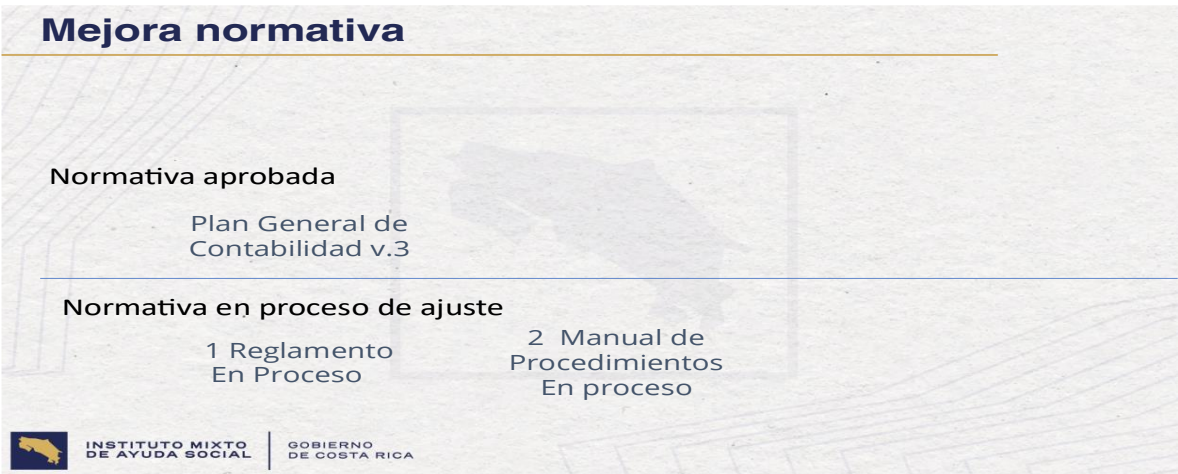 Mejora normativa
Normativa aprobada
Plan General de
Contabilidad v.3
Normativa en proceso de ajuste
1 Reglamento
En Proceso
2 Manual de
Procedimientos
En proceso
INSTITUTO MIXTO
DE AYUDA SOCIAL
GOBIERNO
DE COSTA RICA